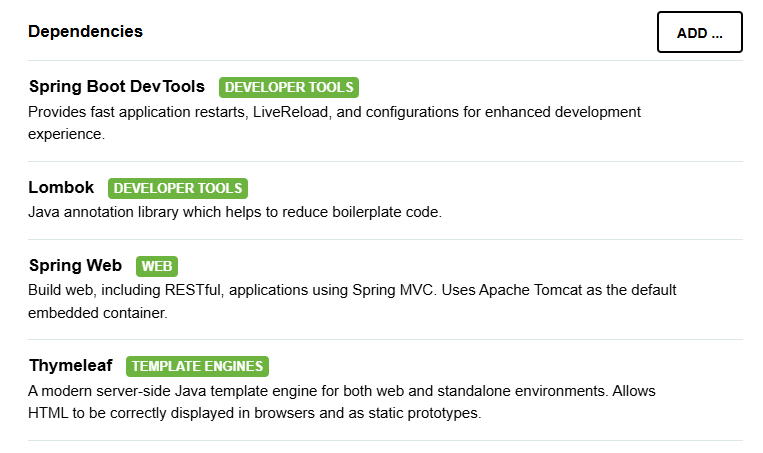 Dependencies
ADD ...
Spring Boot DevTools DEVELOPER TOOLS
Provides fast application restarts, LiveReload, and configurations for enhanced development
experience.
Lombok DEVELOPER TOOLS
Java annotation library which helps to reduce boilerplate code.
Spring Web WEB
Build web, including RESTful, applications using Spring MVC. Uses Apache Tomcat as the default
embedded container.
Thymeleaf TEMPLATE ENGINES
A modern server-side Java template engine for both web and standalone environments. Allows
HTML to be correctly displayed in browsers and as static prototypes.